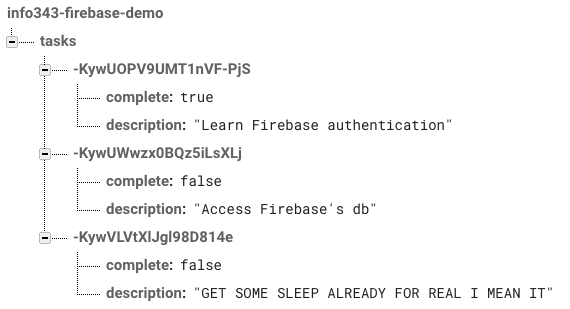 info343-firebase-demo
tasks
-KywUOPV9UMT1nVF-PjS
complete: true
description: "Learn Firebase authentication"
-KywUWwzx0BQz5iLsXLj
complete: false
description: "Access Firebase's db"
-KywVLVtXlJgl98D814e
complete: false
description: "GET SOME SLEEP ALREADY FOR REAL I MEAN IT"